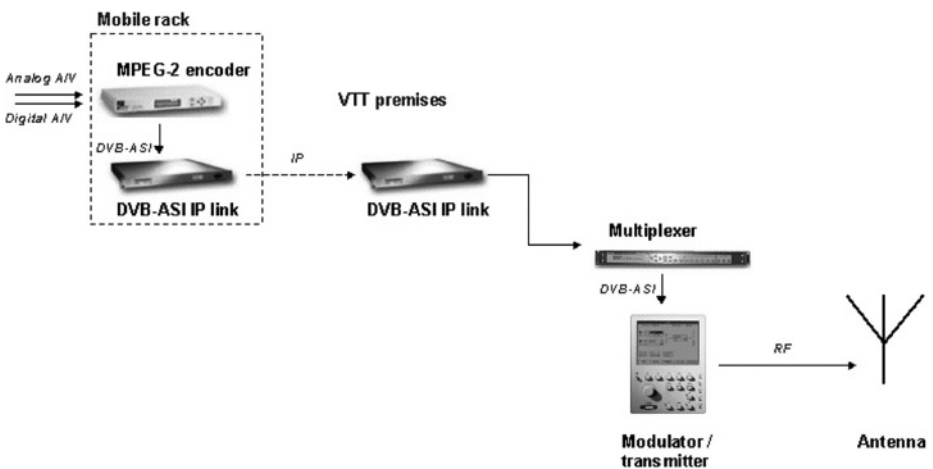 Mobile rack
MPEG-2 encoder
Analog A/V
Digital A/V
VTT premises
DVB-ASI
IP
DVB-ASI IP link
DVB-ASI IP link
Multiplexer
DVB-ASI
RF
Modulator /
transmitter
Antenna